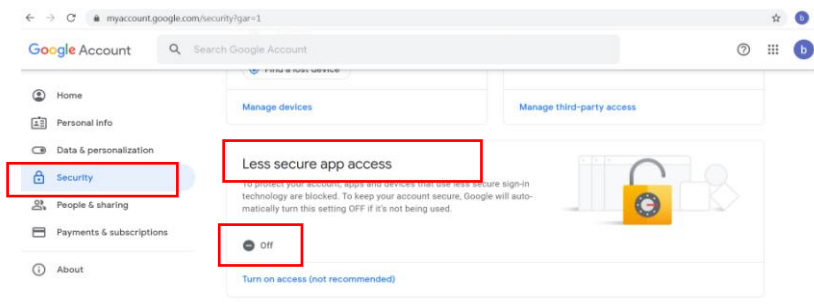 myaccount.google.com/security?gar=1
b
Google Account
Search Google Account
b
Find a lost device
Home
Manage devices
Manage third-party access
Personal info
Data & personalization
Less secure app access
Security
To protect your account, apps and devices that use less secure sign-in
technology are blocked. To keep your account secure, Google will auto-
matically turn this setting OFF if it's not being used.
People & sharing
Payments & subscriptions
Off
About
Turn on access (not recommended)